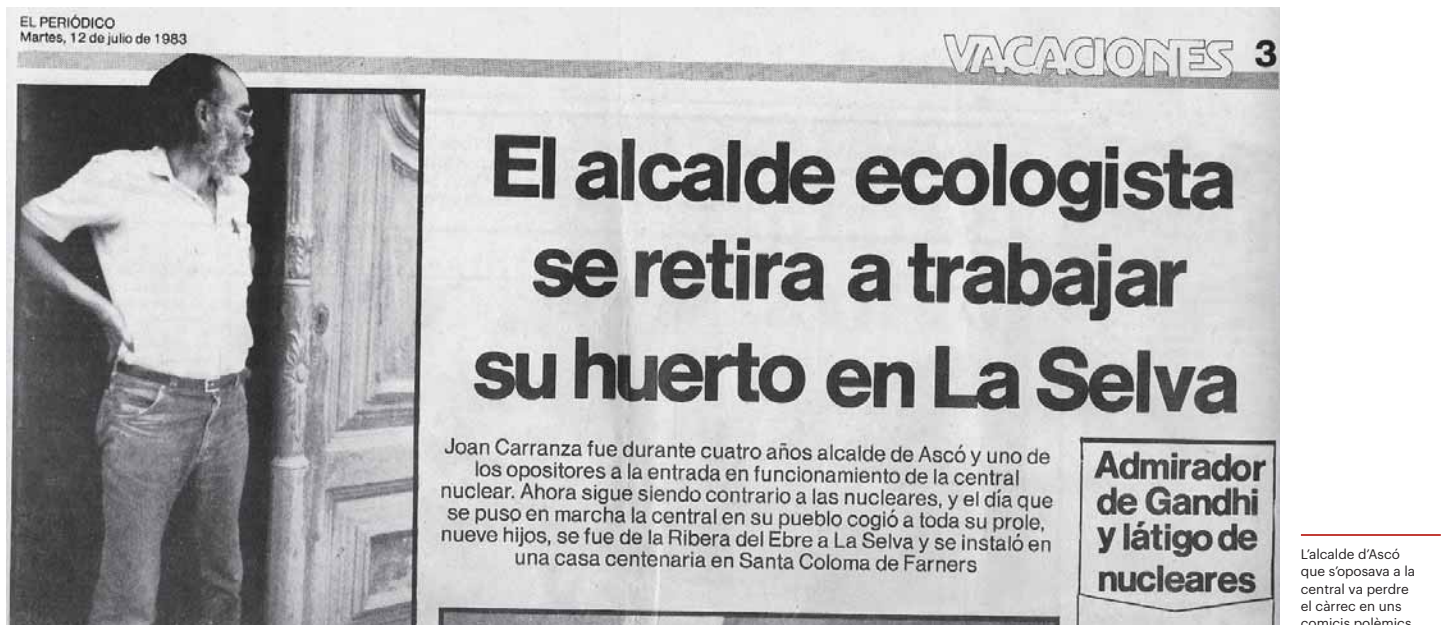 EL PERIÓDICO
Martes, 12 de julio de 1983
VACACIONES 3
El alcalde ecologista
se retira a trabajar
su huerto en La Selva
Joan Carranza fue durante cuatro años alcalde de Ascó y uno de
los opositores a la entrada en funcionamiento de la central
nuclear. Ahora sigue siendo contrario a las nucleares, y el día que
se puso en marcha la central en su pueblo cogió a toda su prole,
nueve hijos, se fue de la Ribera del Ebre a La Selva y se instaló en
una casa centenaria en Santa Coloma de Farners
Admirador
de Gandhi
y látigo de
nucleares
L'alcalde d'Ascó
que s'oposava a la
central va perdre
el càrrec en uns
comicis polèmics